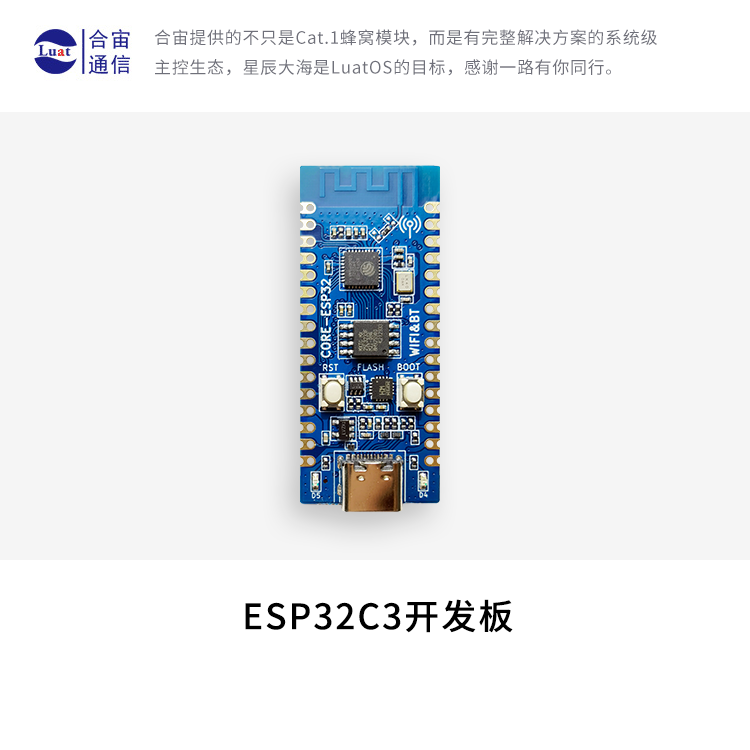 Luat
合宙
通信
合宙提供的不只是Cat.1蜂窝模块，而是有完整解决方案的系统级
主控生态，星辰大海是LuatOS的目标，感谢一路有你同行。
CORE-ESP32
WIFI&BT
RST
FLASH
BOOT
D5
D4
ESP32C3开发板